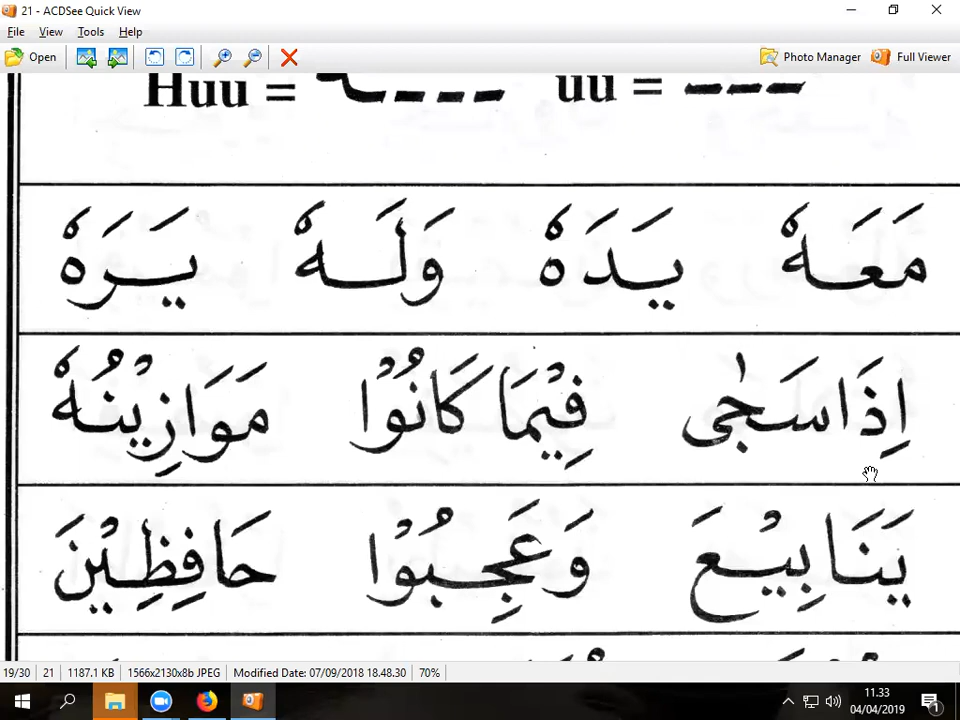 21 - ACDSee Quick View
File View Tools Help
Open Photo Manager Full Viewer
Huu = uu =
مَعَهٗ يَدَهٗ وَلَهٗ يَرَهٗ
اِذَا سَجٰى فِيْمَا كَانُوْا مَوَازِيْنُهٗ
يَنَابِيْعَ وَعَجِبُوْا حَافِظِيْنَ
19/30 21 1187.1 KB 1566x2130x8b JPEG Modified Date: 07/09/2018 18.48.30 70%
11.33
04/04/2019
1